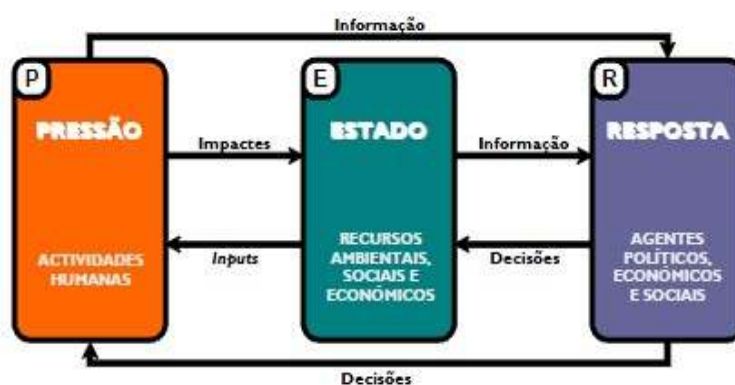 Informação
P
PRESSÃO
ACTIVIDADES
HUMANAS
Impactes
Inputs
E
ESTADO
RECURSOS
AMBIENTAIS,
SOCIAIS E
ECONÓMICOS
Informação
Decisões
R
RESPOSTA
AGENTES
POLÍTICOS,
ECONÓMICOS
E SOCIAIS
Decisões